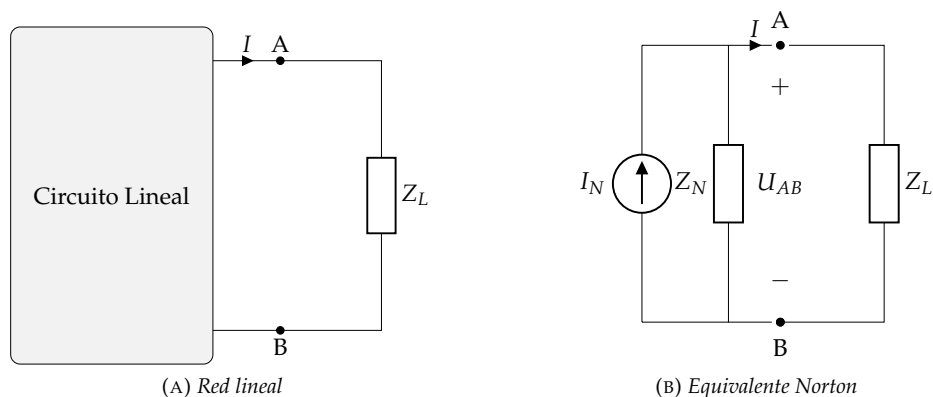 I
A
Circuito Lineal
Z_L
B
(A) Red lineal
A
I
+
I_N
Z_N
U_AB
Z_L
−
B
(B) Equivalente Norton